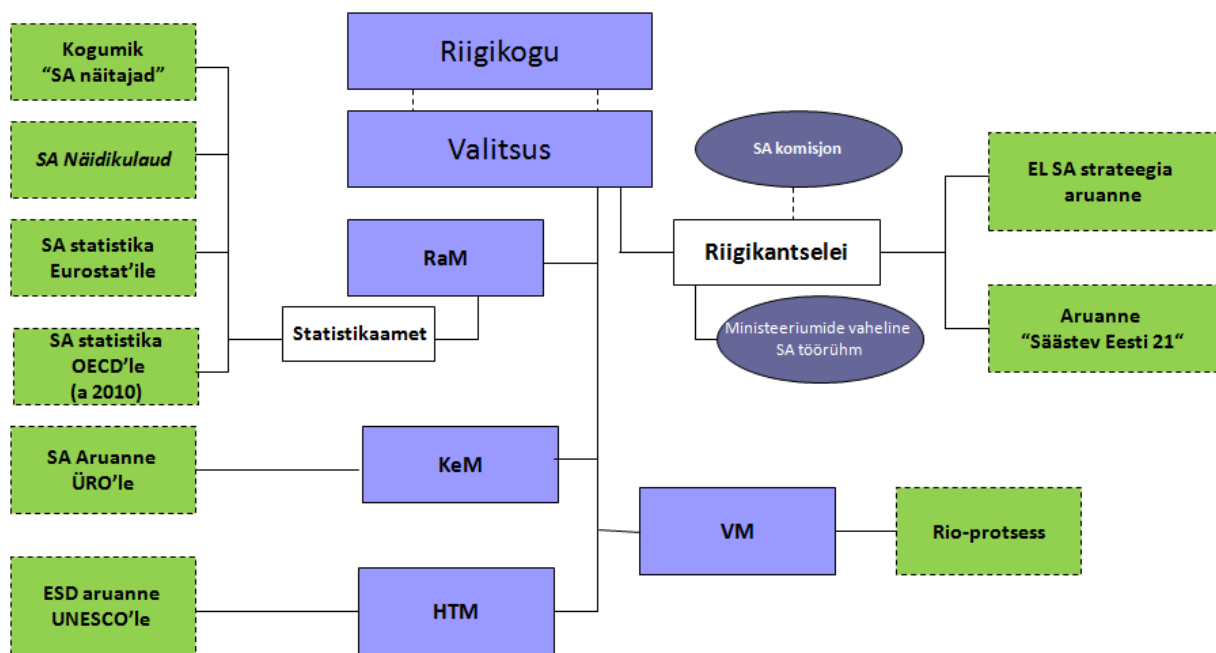 Riigikogu
Valitsus
Kogumik
“SA näitajad”
SA Näidikulaud
SA statistika
Eurostat’ile
SA statistika
OECD’le
(a 2010)
SA Aruanne
ÜRO’le
ESD aruanne
UNESCO’le
RaM
Statistikaamet
KeM
HTM
SA komisjon
Riigikantselei
Ministeeriumide vaheline
SA töörühm
VM
EL SA strateegia
aruanne
Aruanne
“Säästev Eesti 21“
Rio-protsess